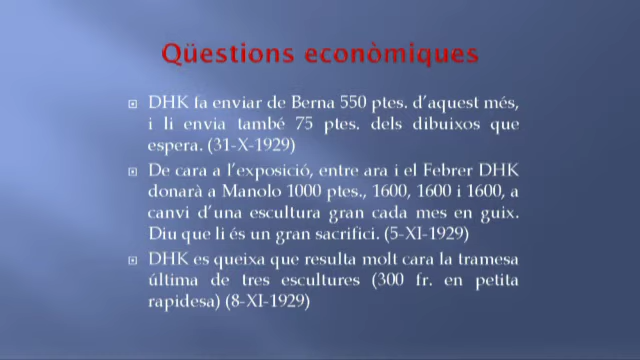 Qüestions econòmiques
DHK fa enviar de Berna 550 ptes. d'aquest més,
i li envia també 75 ptes. dels dibuixos que
espera. (31-X-1929)
De cara a l'exposició, entre ara i el Febrer DHK
donarà a Manolo 1000 ptes., 1600, 1600 i 1600, a
canvi d'una escultura gran cada mes en guix.
Diu que li és un gran sacrifici. (5-XI-1929)
DHK es queixa que resulta molt cara la tramesa
última de tres escultures (300 fr. en petita
rapidesa) (8-XI-1929)